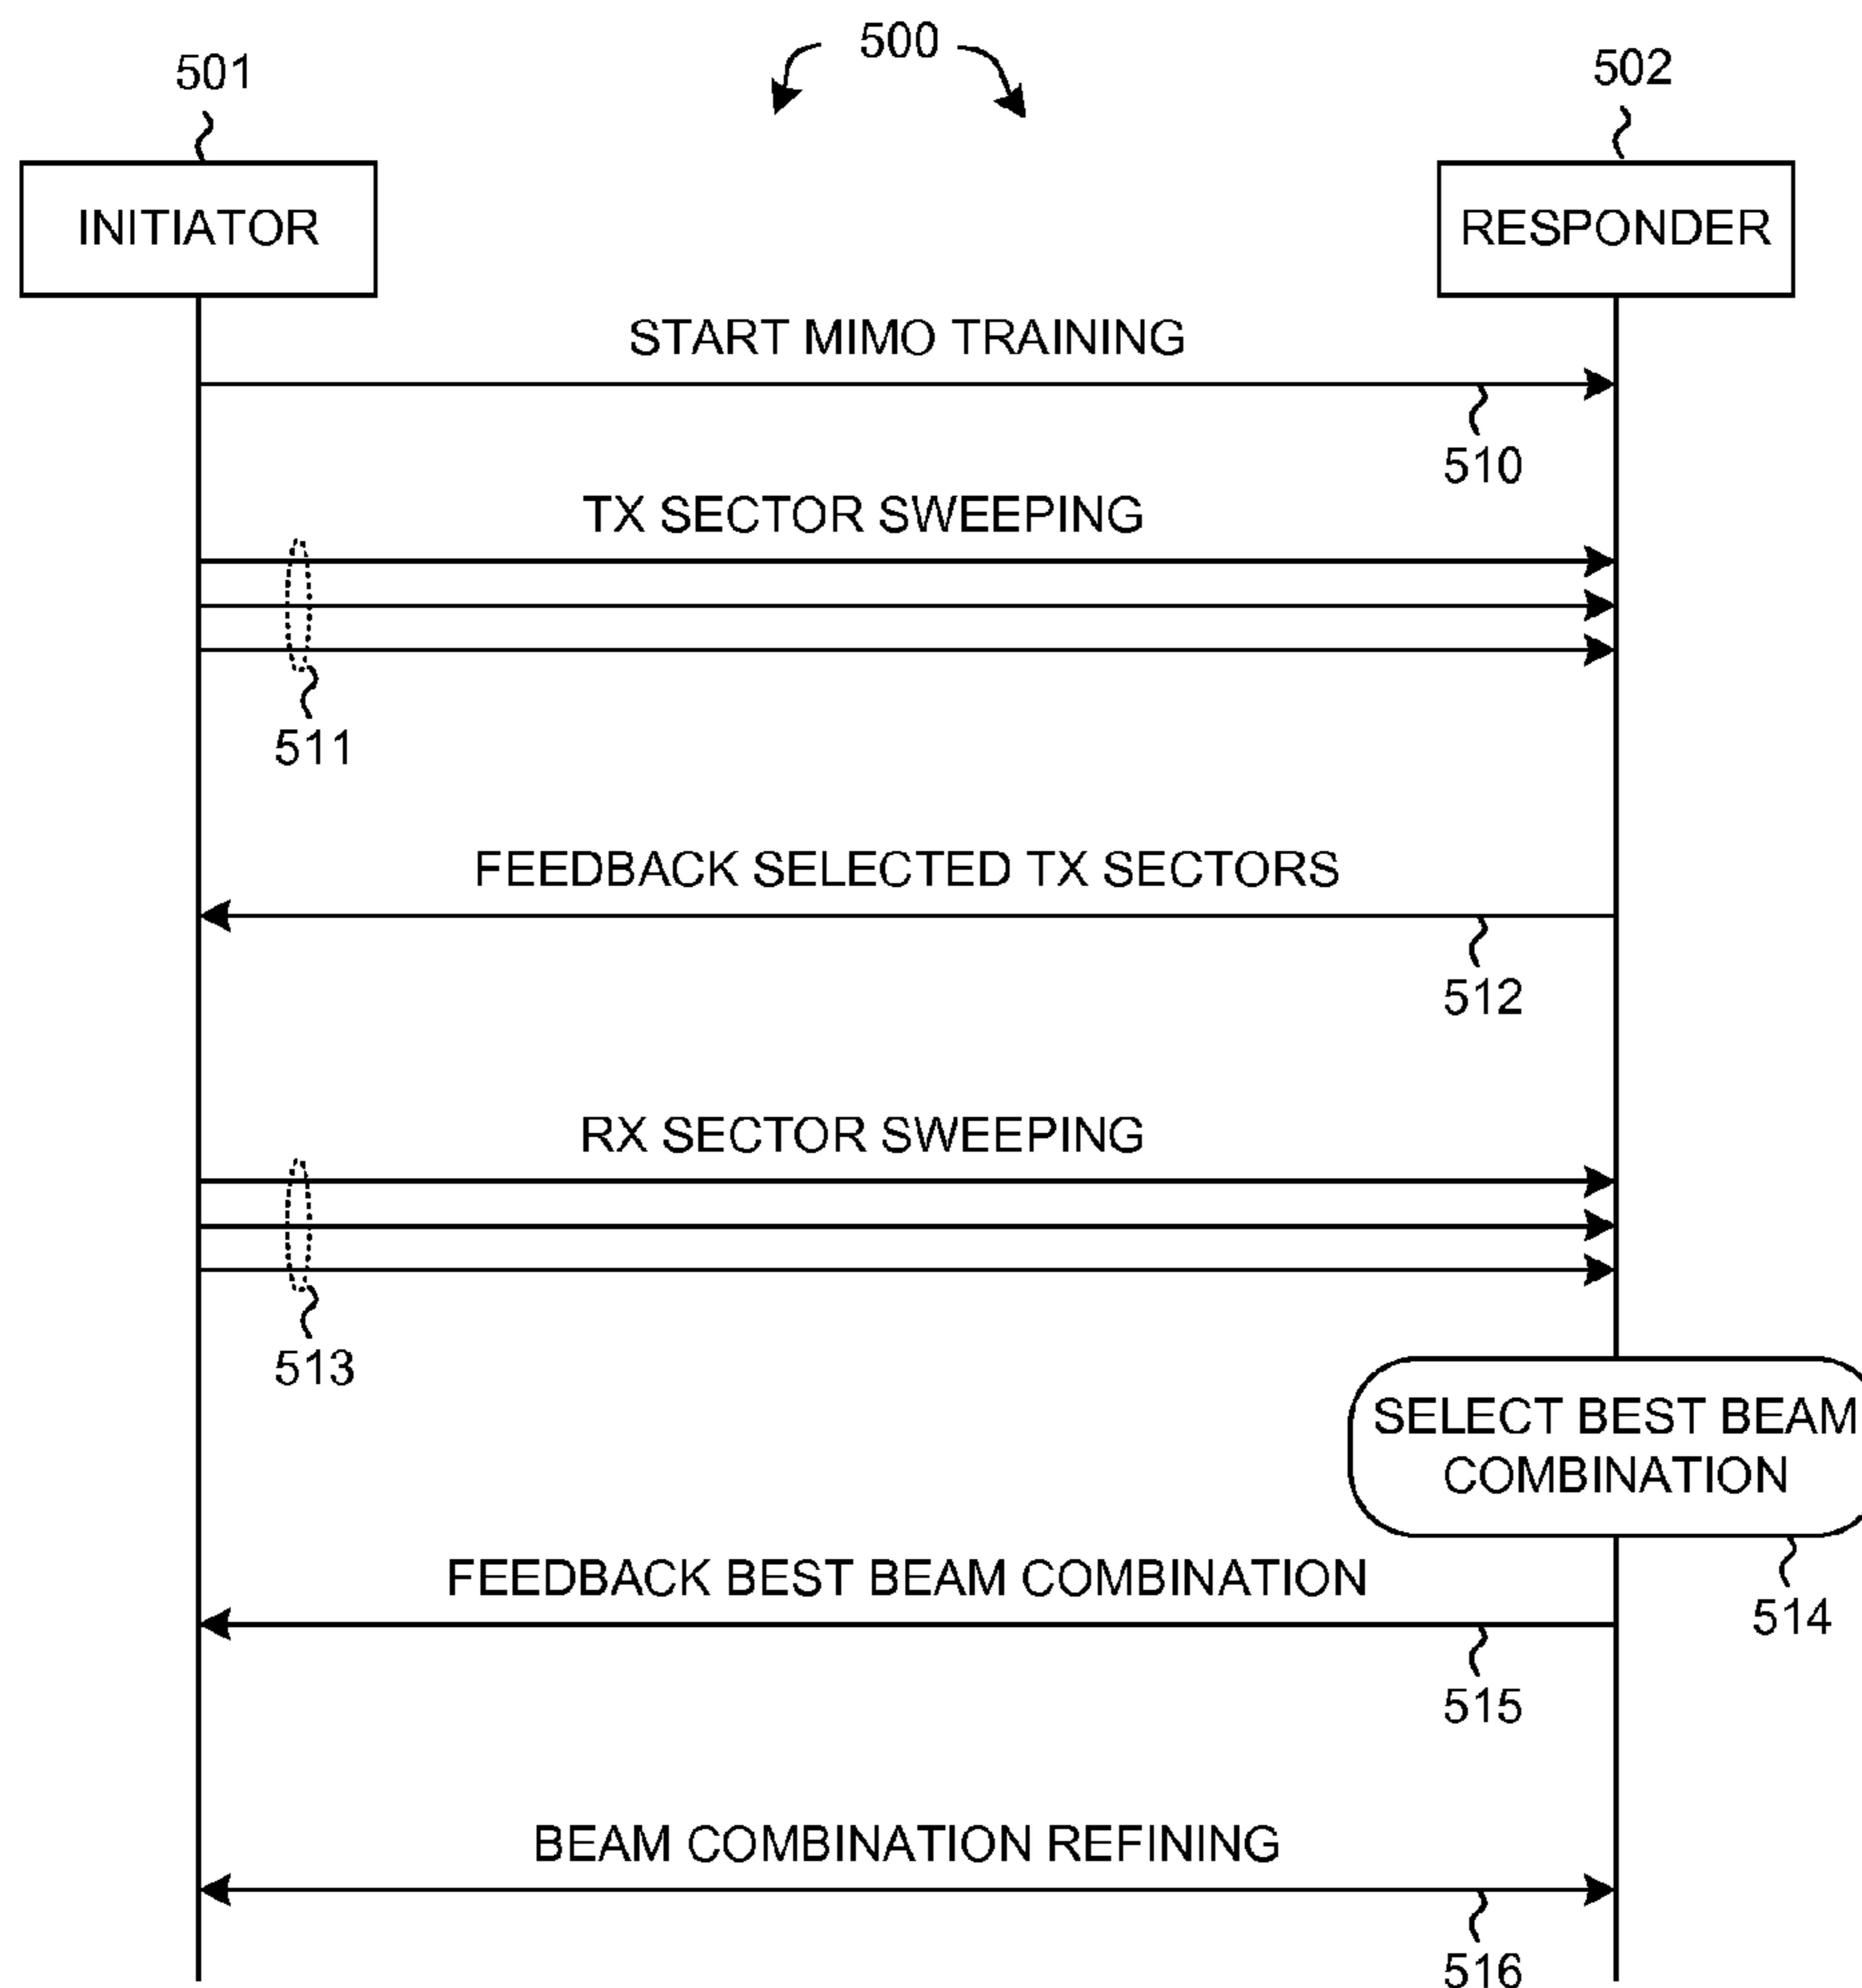 500
501
502
INITIATOR
RESPONDER
START MIMO TRAINING
510
TX SECTOR SWEEPING
511
FEEDBACK SELECTED TX SECTORS
512
RX SECTOR SWEEPING
513
SELECT BEST BEAM
COMBINATION
514
FEEDBACK BEST BEAM COMBINATION
515
BEAM COMBINATION REFINING
516